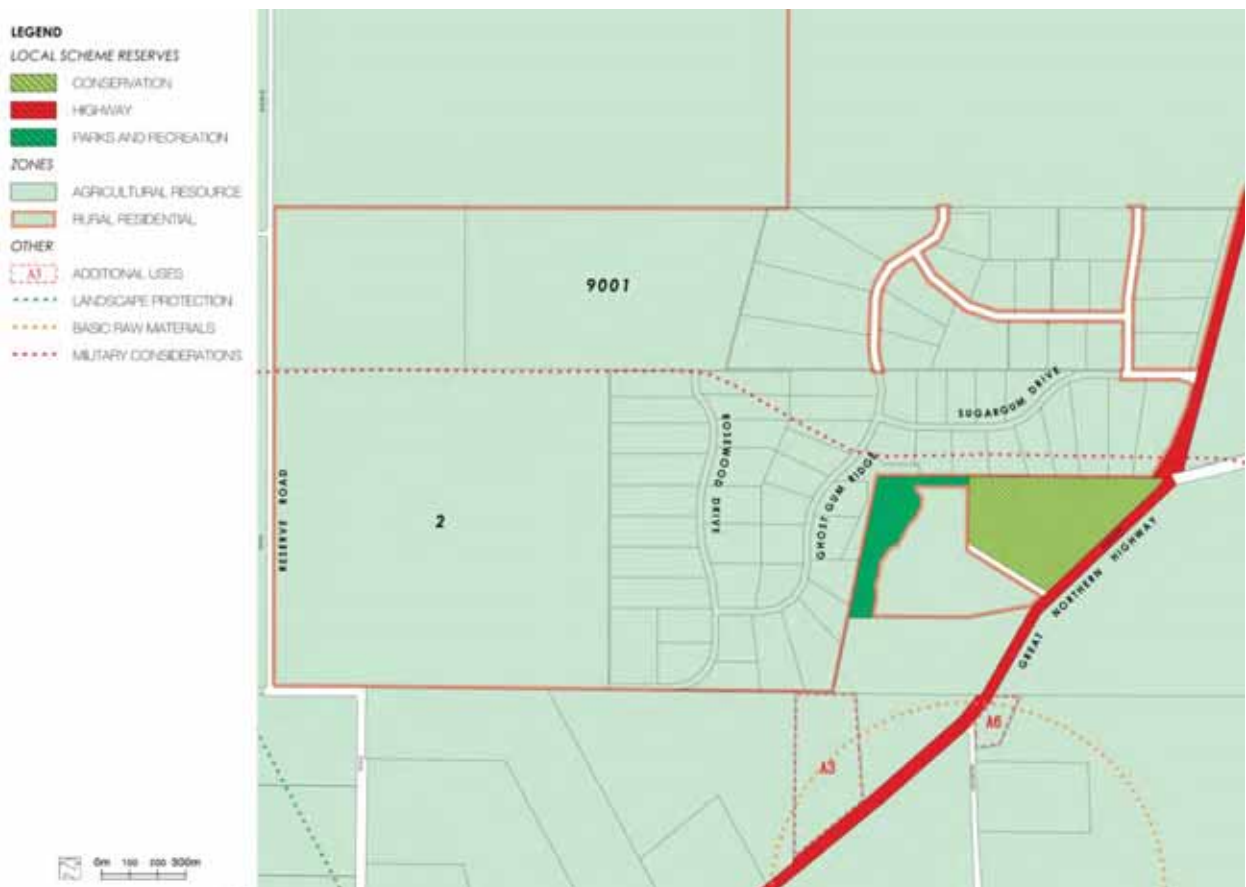 LEGEND
LOCAL SCHEME RESERVES
CONSERVATION
HIGHWAY
PARKS AND RECREATION
ZONES
AGRICULTURAL RESOURCE
RURAL RESIDENTIAL
OTHER
A3 ADDITIONAL USES
LANDSCAPE PROTECTION
BASIC RAW MATERIALS
MILITARY CONSIDERATIONS
9001
SUGARGUM DRIVE
ROSEWOOD DRIVE
GHOST GUM RIDGE
RESERVE ROAD
2
GREAT NORTHERN HIGHWAY
A6
A3
0m 100 200 300m